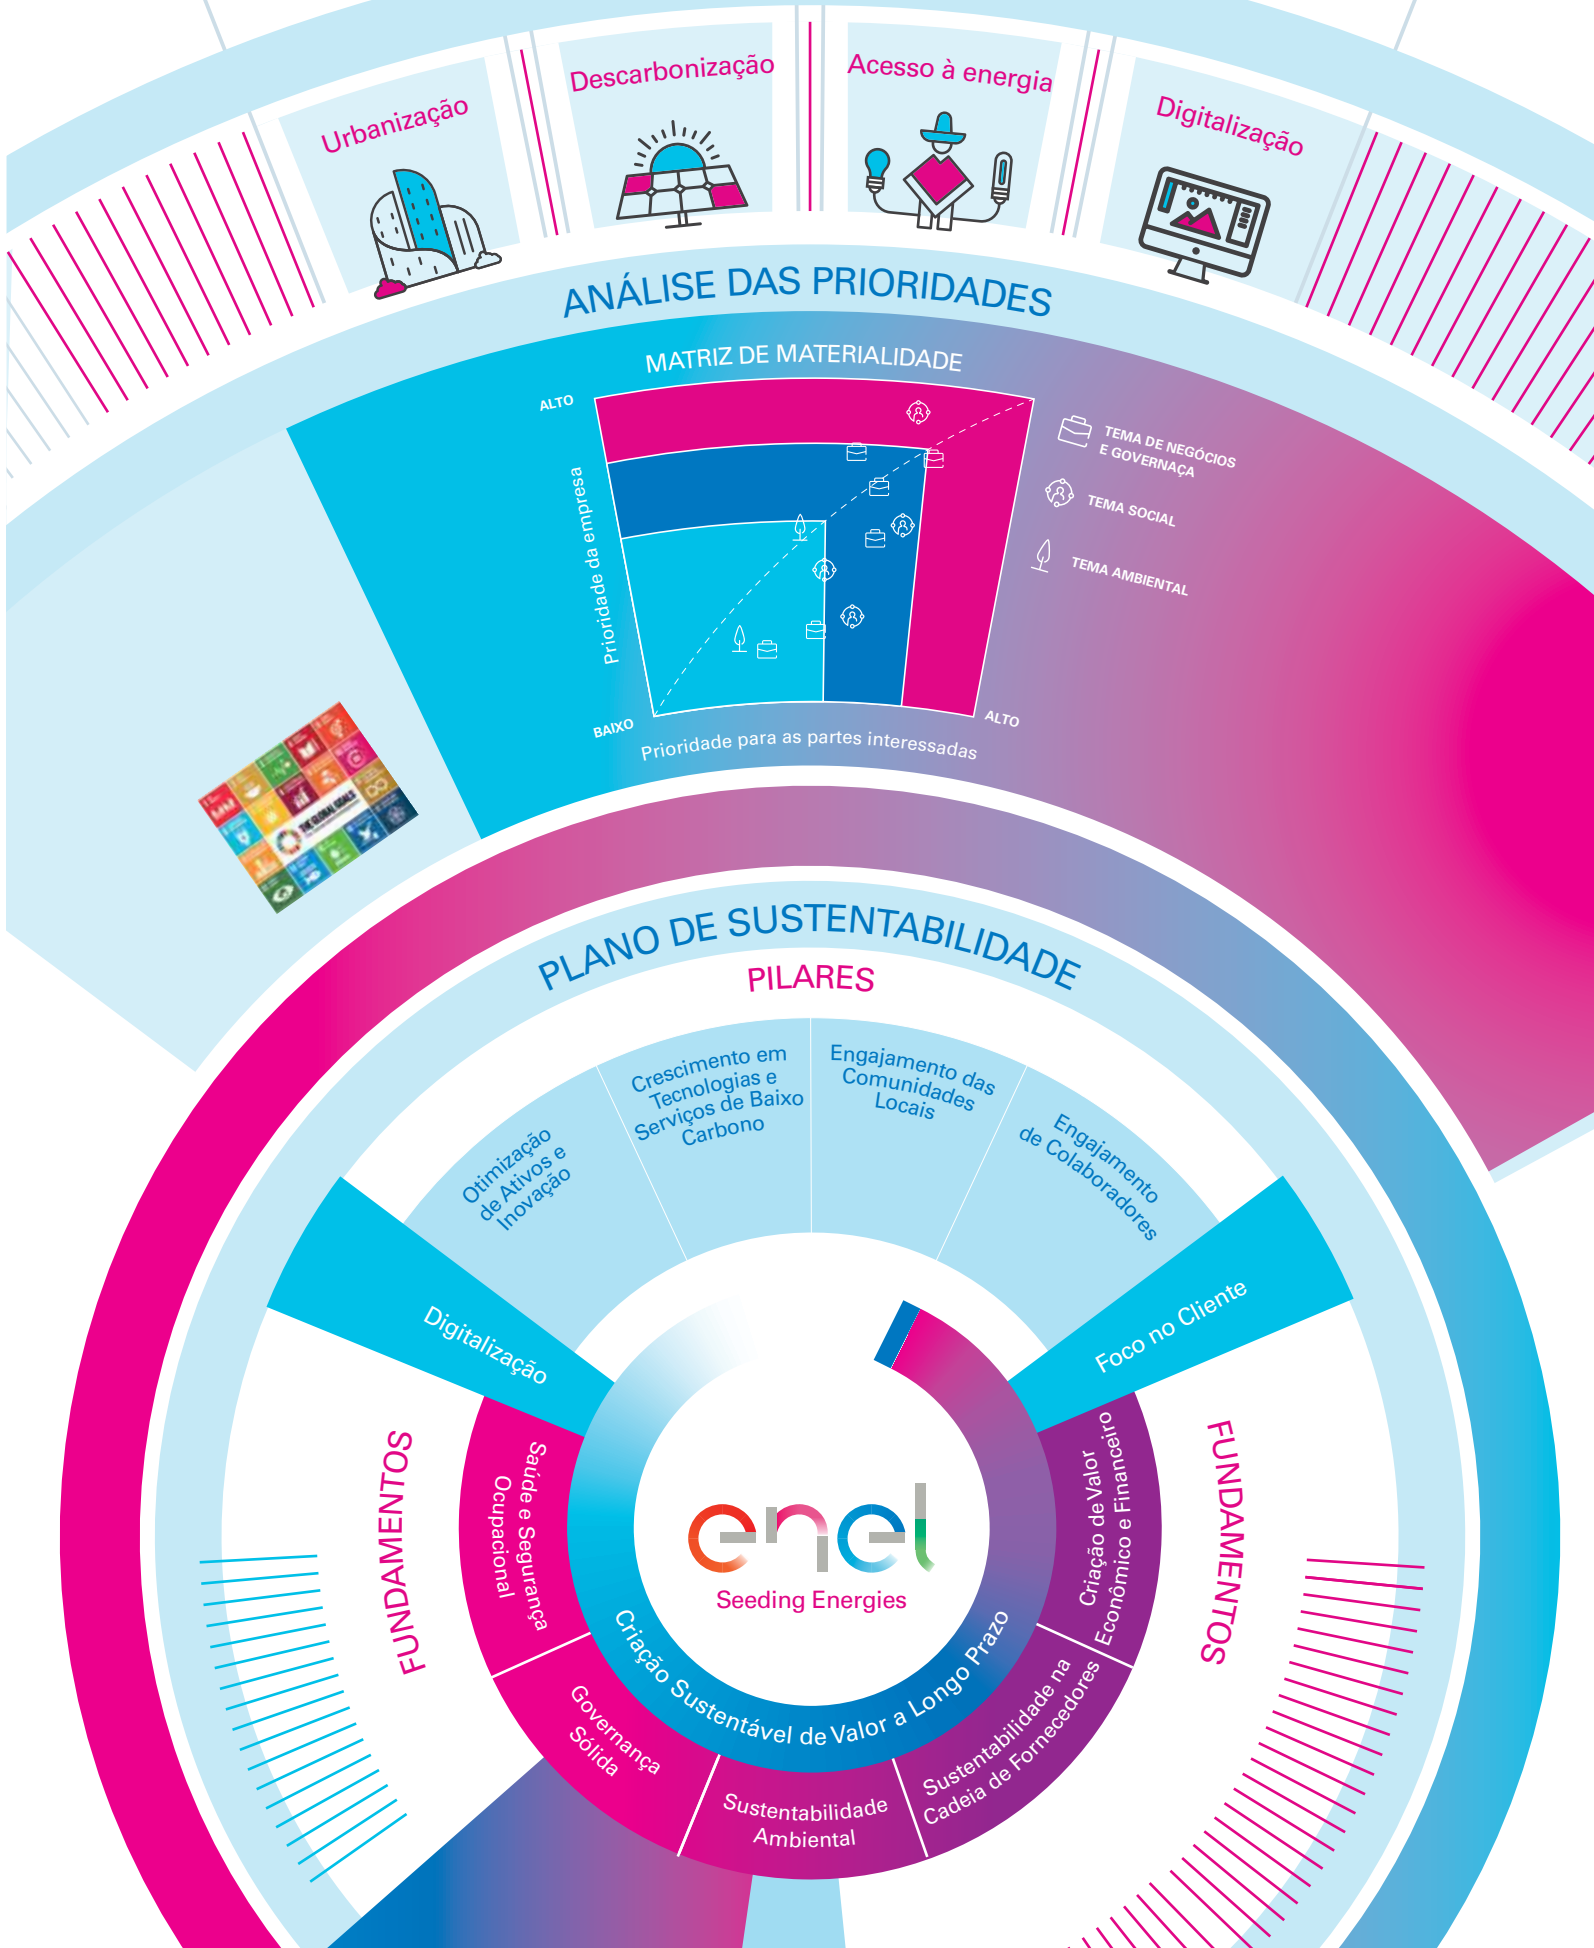 Urbanização
Descarbonização
Acesso à energia
Digitalização
ANÁLISE DAS PRIORIDADES
MATRIZ DE MATERIALIDADE
ALTO
Prioridade da empresa
BAIXO
ALTO
Prioridade para as partes interessadas
TEMA DE NEGÓCIOS
E GOVERNAÇA
TEMA SOCIAL
TEMA AMBIENTAL
THE GLOBAL GOALS
PLANO DE SUSTENTABILIDADE
PILARES
Otimização
de Ativos e
Inovação
Crescimento em
Tecnologias e
Serviços de Baixo
Carbono
Engajamento das
Comunidades
Locais
Engajamento
de Colaboradores
Digitalização
Foco no Cliente
FUNDAMENTOS
Saúde e Segurança
Ocupacional
Governança
Sólida
Sustentabilidade
Ambiental
Sustentabilidade na
Cadeia de Fornecedores
Criação de Valor
Econômico e Financeiro
FUNDAMENTOS
enel
Seeding Energies
Criação Sustentável de Valor a Longo Prazo